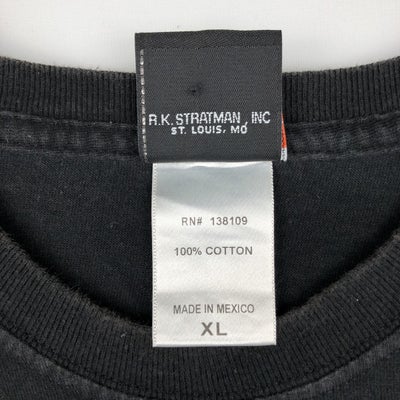 R.K. STRATMAN, INC
ST. LOUIS, MO
RN# 138109
100% COTTON
MADE IN MEXICO
XL